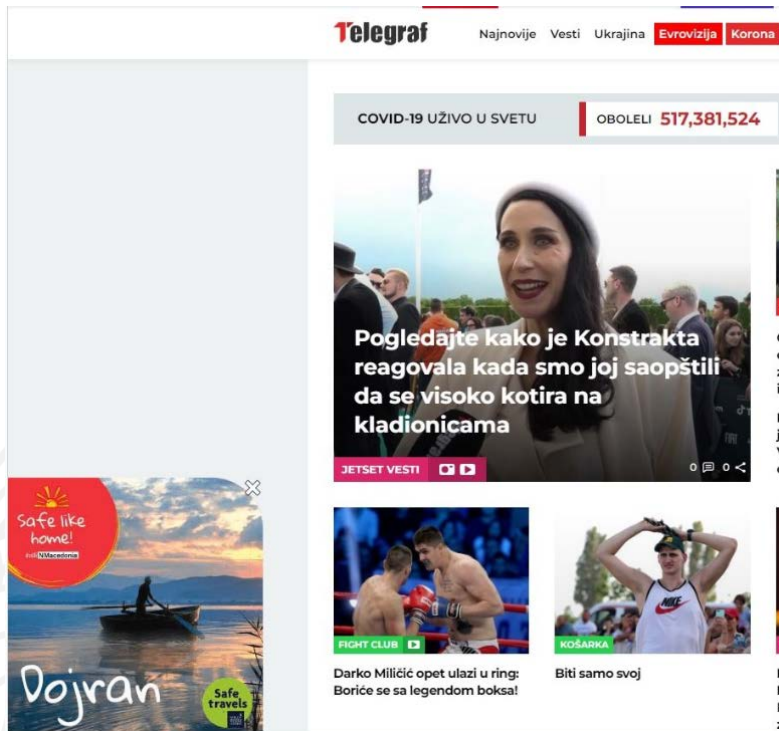 Telegraf
Najnovije Vesti Ukrajina Evrovizija Korona
COVID-19 UŽIVO U SVETU
OBOLELI 517,381,524
Pogledajte kako je Konstrakta
reagovala kada smo joj saopštili
da se visoko kotira na
kladionicama
JETSET VESTI
0 0
FIGHT CLUB
Darko Miličić opet ulazi u ring:
Boriće se sa legendom boksa!
NIKE
KOŠARKA
Biti samo svoj
Safe like
home!
NMacedonia
Dojran
Safe
travels